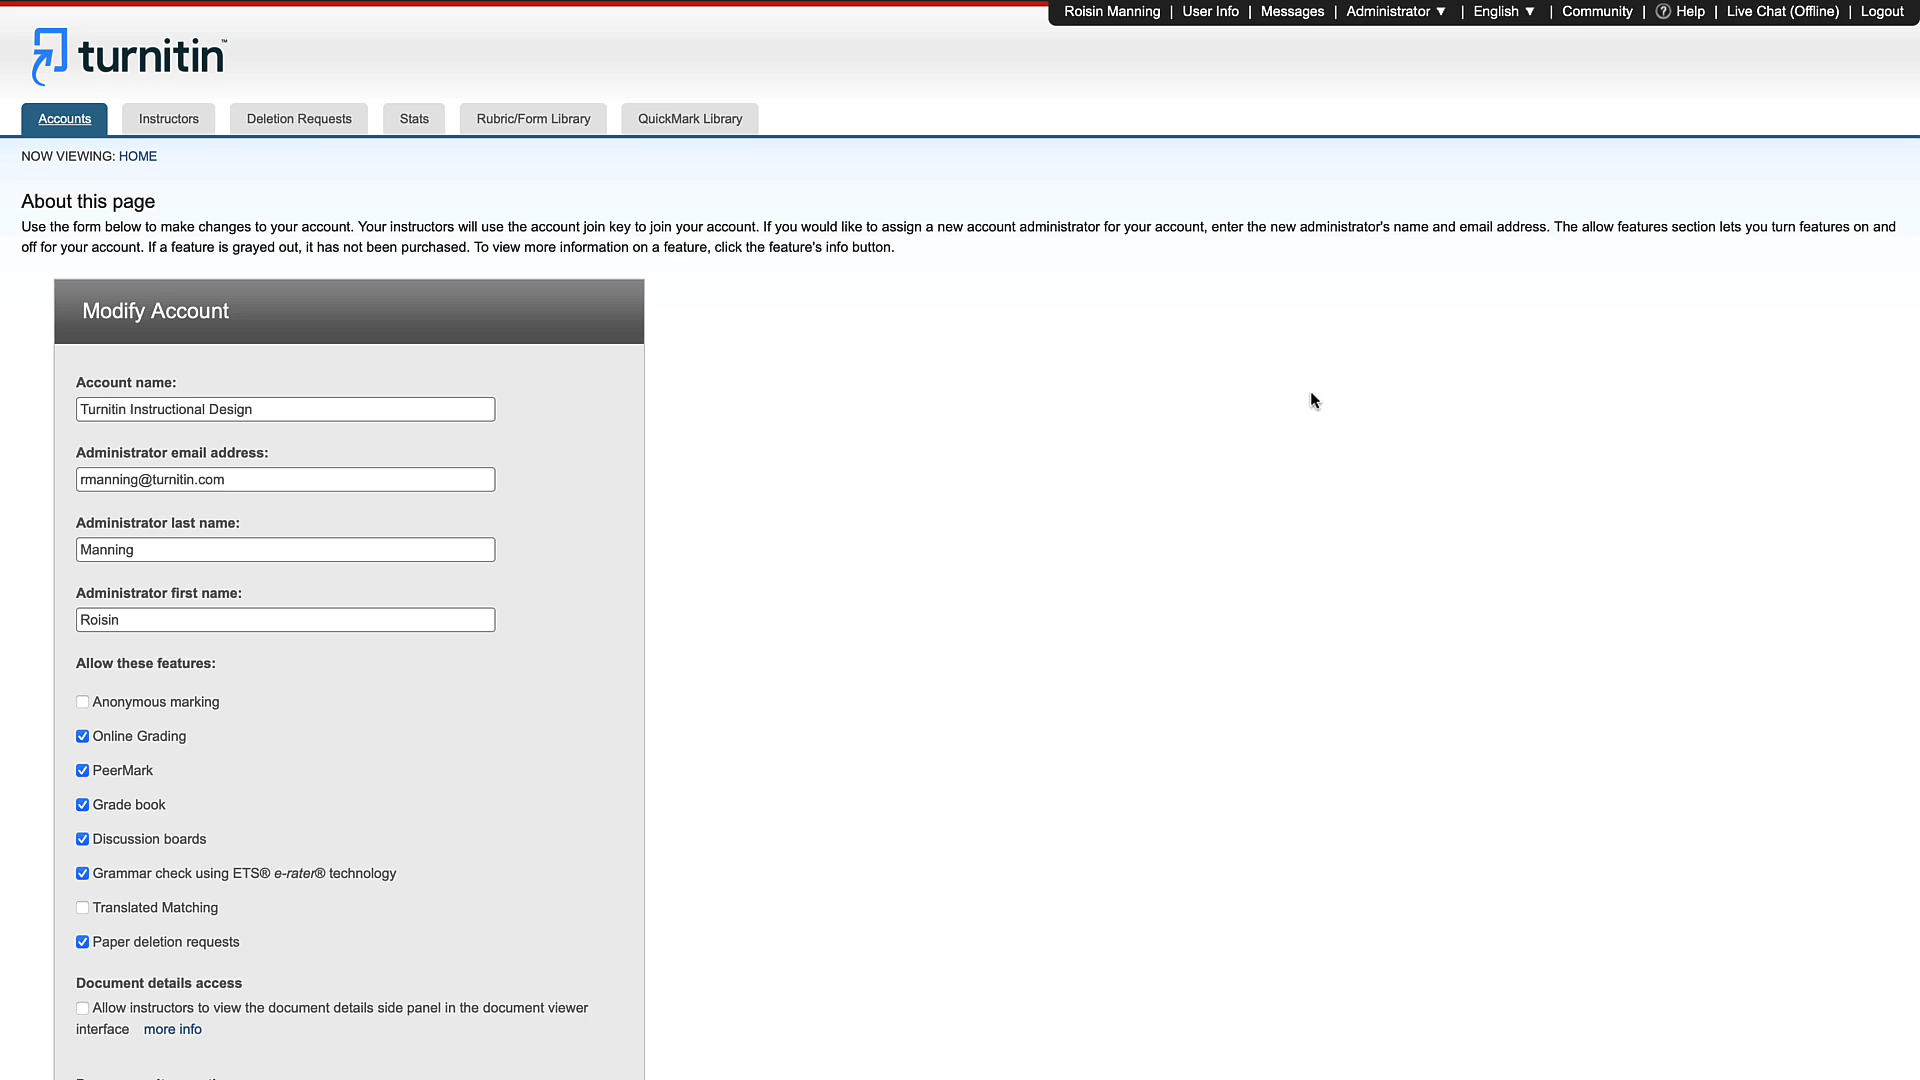 Roisin Manning | User Info | Messages | Administrator ▼ | English ▼ | Community | ? Help | Live Chat (Offline) | Logout
turnitin™
Accounts Instructors Deletion Requests Stats Rubric/Form Library QuickMark Library
NOW VIEWING: HOME
About this page
Use the form below to make changes to your account. Your instructors will use the account join key to join your account. If you would like to assign a new account administrator for your account, enter the new administrator's name and email address. The allow features section lets you turn features on and
off for your account. If a feature is grayed out, it has not been purchased. To view more information on a feature, click the feature's info button.
Modify Account
Account name:
Turnitin Instructional Design
Administrator email address:
rmanning@turnitin.com
Administrator last name:
Manning
Administrator first name:
Roisin
Allow these features:
Anonymous marking
Online Grading
PeerMark
Grade book
Discussion boards
Grammar check using ETS® e-rater® technology
Translated Matching
Paper deletion requests
Document details access
Allow instructors to view the document details side panel in the document viewer
interface more info